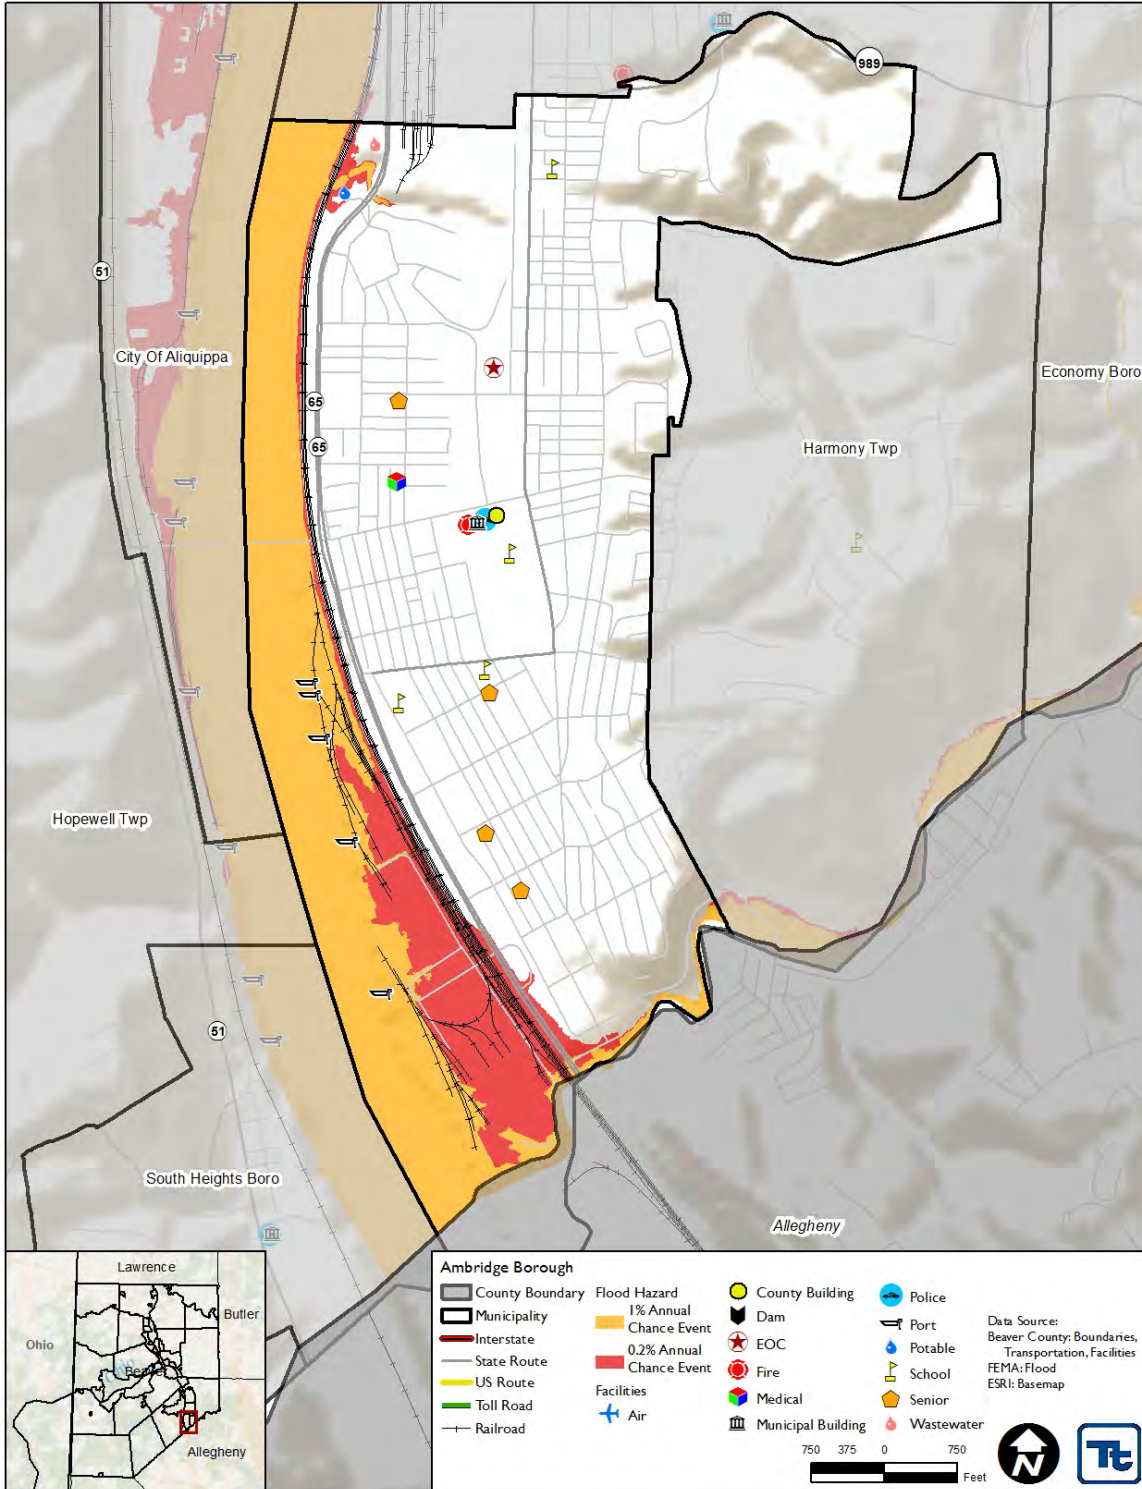 989
51
City Of Aliquippa
Economy Boro
65
Harmony Twp
65
Hopewell Twp
51
South Heights Boro
Allegheny
Lawrence
Butler
Ohio
Ohio
Beaver
Allegheny
Ambridge Borough
County Boundary
Municipality
Interstate
State Route
US Route
Toll Road
Railroad
Flood Hazard
1% Annual
Chance Event
0.2% Annual
Chance Event
Facilities
Air
County Building
Dam
EOC
Fire
Medical
Municipal Building
Police
Port
Potable
School
Senior
Wastewater
Data Source:
Beaver County: Boundaries,
Transportation, Facilities
FEMA: Flood
ESRI: Basemap
750 375 0 750
Feet
N
Tt